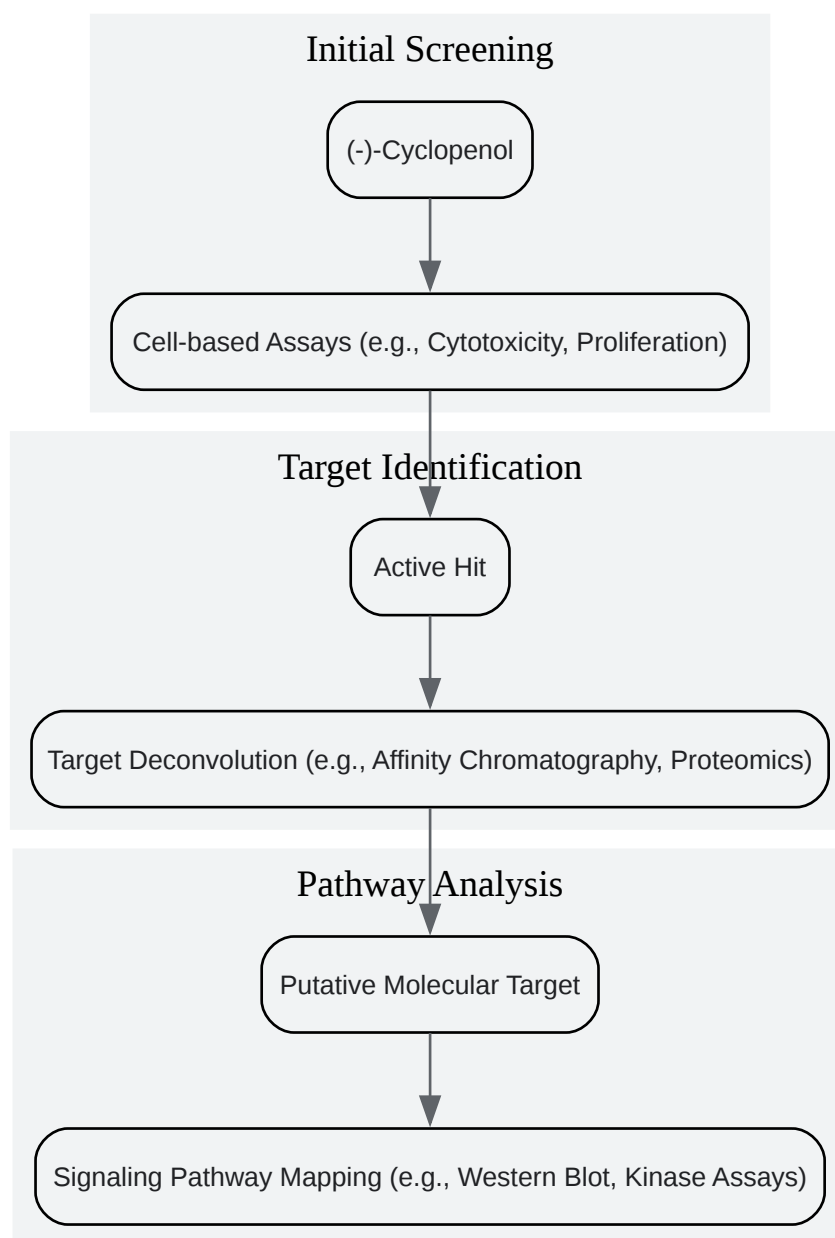 Initial Screening
(-)-Cyclopenol
Cell-based Assays (e.g., Cytotoxicity, Proliferation)
Target Identification
Active Hit
Target Deconvolution (e.g., Affinity Chromatography, Proteomics)
Pathway Analysis
Putative Molecular Target
Signaling Pathway Mapping (e.g., Western Blot, Kinase Assays)